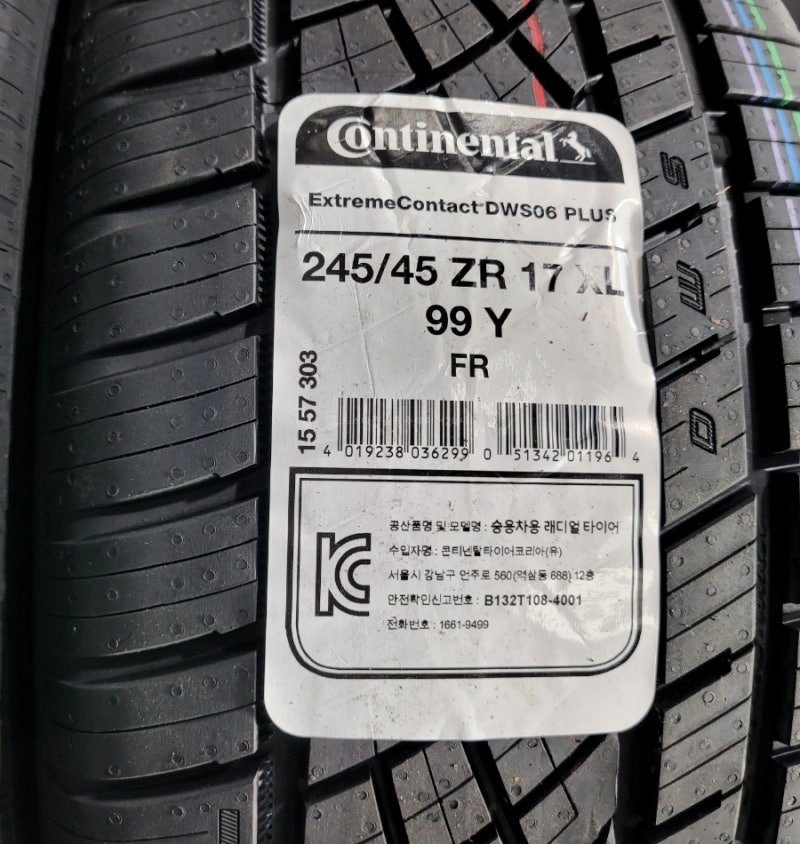 Continental
ExtremeContact DWS06 PLUS
245/45 ZR 17 XL
99 Y
FR
15 57 303
4 019238 036299 0 51342 01196 4
공산품명 및 모델명 : 승용차용 래디얼 타이어
수입자명 : 콘티넨탈타이어코리아(유)
서울시 강남구 언주로 560(역삼동 688) 12층
안전확인신고번호 : B132T108-4001
전화번호 : 1661-9499
KC
S
W
D